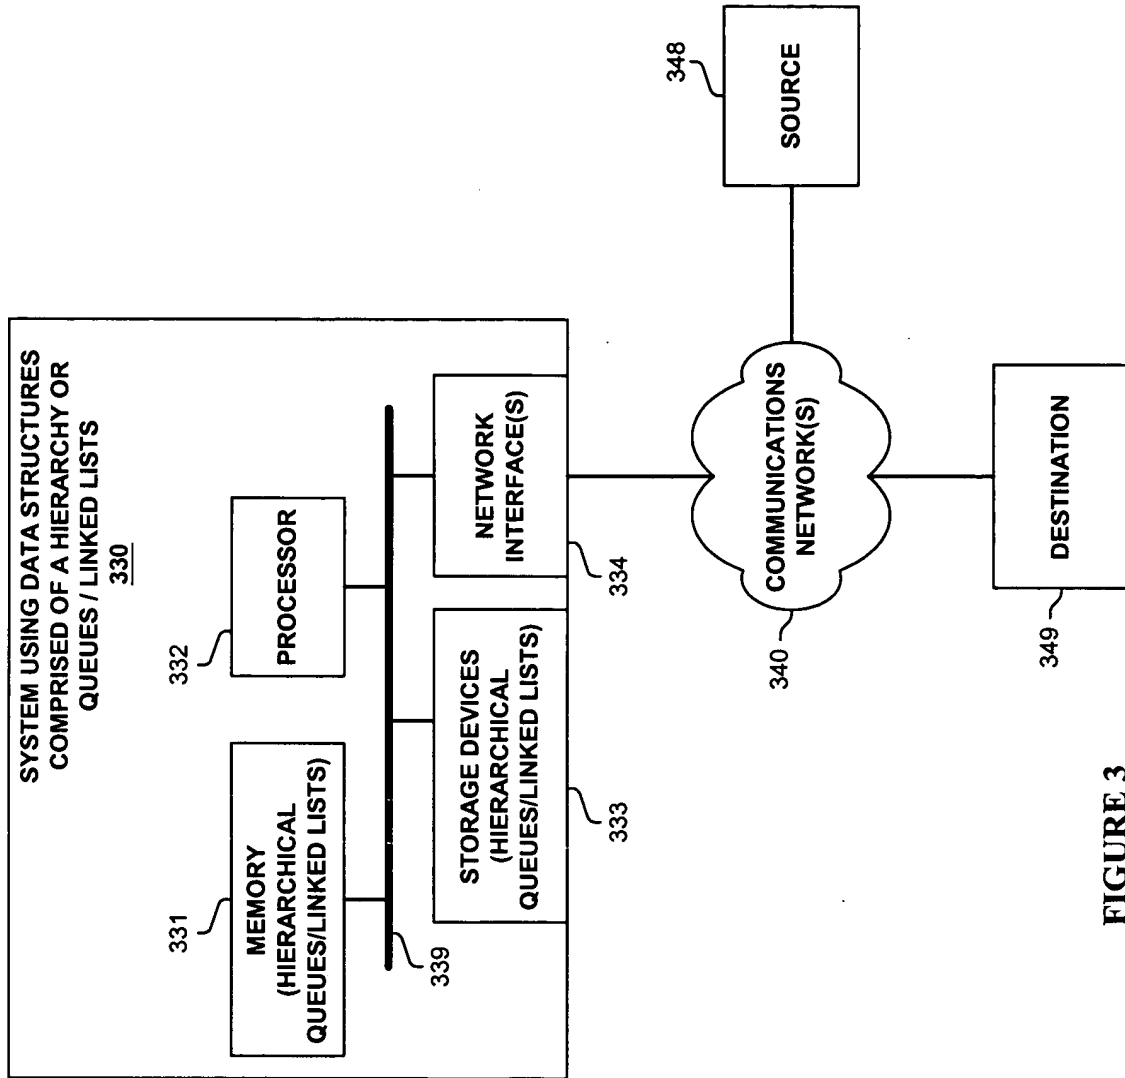 SYSTEM USING DATA STRUCTURES
COMPRISED OF A HIERARCHY OR
QUEUES / LINKED LISTS
330
331
MEMORY
(HIERARCHICAL
QUEUES/LINKED LISTS)
332
PROCESSOR
339
STORAGE DEVICES
(HIERARCHICAL
QUEUES/LINKED LISTS)
333
NETWORK
INTERFACE(S)
334
COMMUNICATIONS
NETWORK(S)
340
348
SOURCE
DESTINATION
349
FIGURE 3